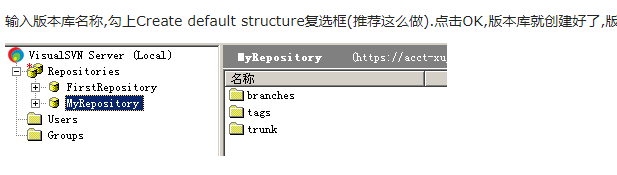 输入版本库名称,勾上Create default structure复选框(推荐这么做).点击OK,版本库就创建好了,版
VisualSVN Server (Local)
Repositories
FirstRepository
MyRepository
Users
Groups
MyRepository (https://acct-xu
名称
branches
tags
trunk